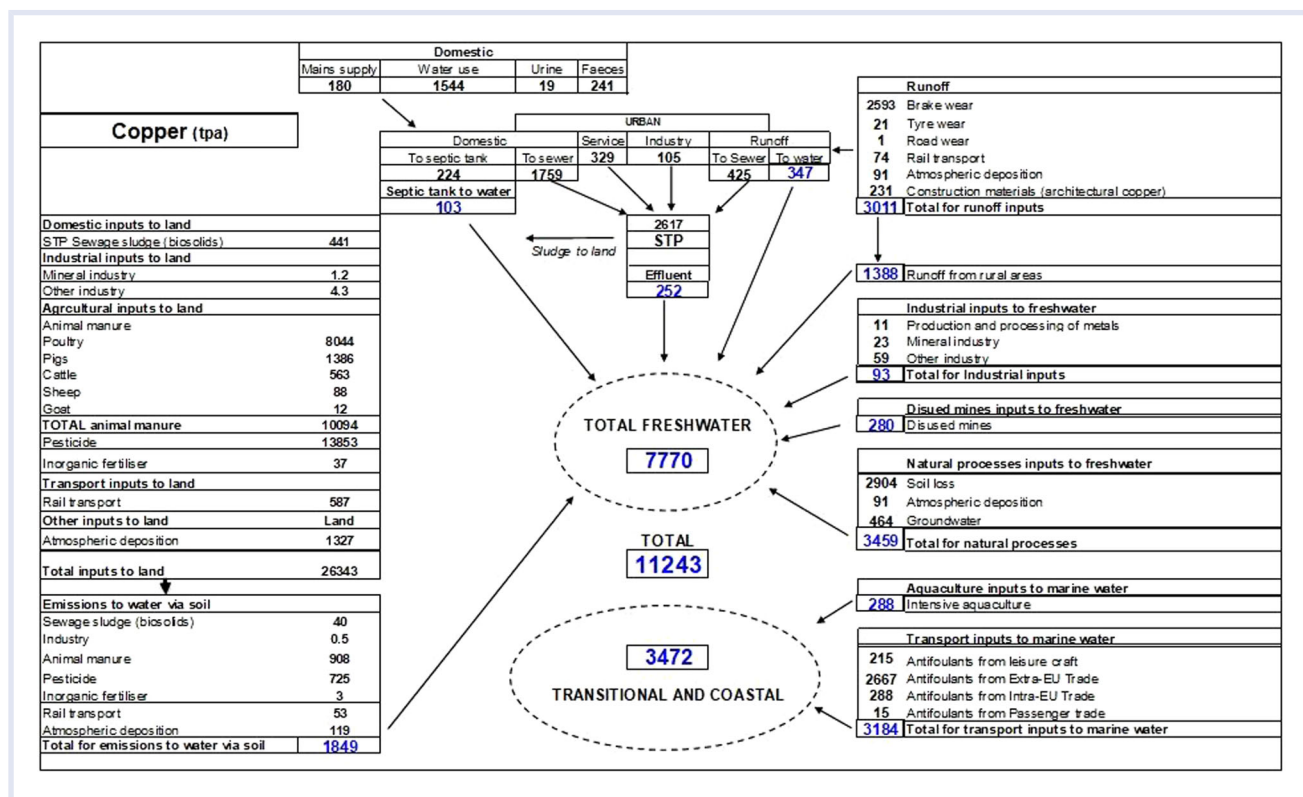 Domestic
Mains supply Water use Urine Faeces
180 1544 19 241
Copper (tpa)
URBAN
Domestic Service Industry Runoff
To septic tank To sewer 329 105 To Sewer To water
224 1759 425 347
Septic tank to water
103
2617
STP
Sludge to land
Effluent
252
Runoff
2593 Brake wear
21 Tyre wear
1 Road wear
74 Rail transport
91 Atmospheric deposition
231 Construction materials (architectural copper)
3011 Total for runoff inputs
1388 Runoff from rural areas
Industrial inputs to freshwater
11 Production and processing of metals
23 Mineral industry
59 Other industry
93 Total for Industrial inputs
Disued mines inputs to freshwater
280 Disused mines
Natural processes inputs to freshwater
2904 Soil loss
91 Atmospheric deposition
464 Groundwater
3459 Total for natural processes
Aquaculture inputs to marine water
288 Intensive aquaculture
Transport inputs to marine water
215 Antifoulants from leisure craft
2667 Antifoulants from Extra-EU Trade
288 Antifoulants from Intra-EU Trade
15 Antifoulants from Passenger trade
3184 Total for transport inputs to marine water
Domestic inputs to land
STP Sewage sludge (biosolids) 441
Industrial inputs to land
Mineral industry 1.2
Other industry 4.3
Agrcultural inputs to land
Animal manure
Poultry 8044
Pigs 1386
Cattle 563
Sheep 88
Goat 12
TOTAL animal manure 10094
Pesticide 13853
Inorganic fertiliser 37
Transport inputs to land
Rail transport 587
Other inputs to land Land
Atmospheric deposition 1327
Total inputs to land 26343
Emissions to water via soil
Sewage sludge (biosolids) 40
Industry 0.5
Animal manure 908
Pesticide 725
Inorganic fertiliser 3
Rail transport 53
Atmospheric deposition 119
Total for emissions to water via soil 1849
TOTAL FRESHWATER
7770
TOTAL
11243
3472
TRANSITIONAL AND COASTAL